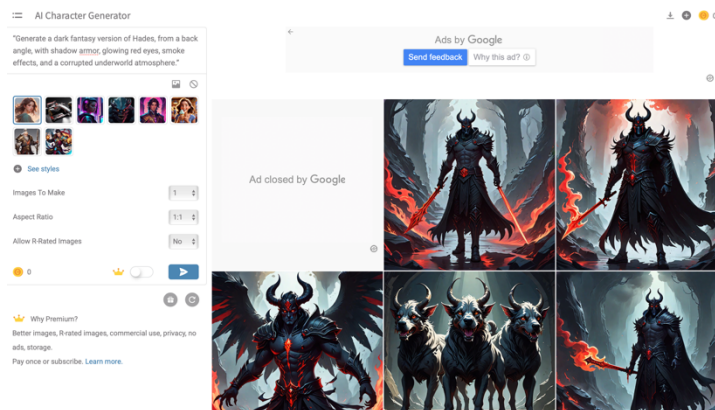 AI Character Generator
"Generate a dark fantasy version of Hades, from a back
angle, with shadow armor, glowing red eyes, smoke
effects, and a corrupted underworld atmosphere."
See styles
Images To Make
1
Aspect Ratio
1:1
Allow R-Rated Images
No
0
Why Premium?
Better images, R-rated images, commercial use, privacy, no
ads, storage.
Pay once or subscribe. Learn more.
Ads by Google
Send feedback
Why this ad?
Ad closed by Google